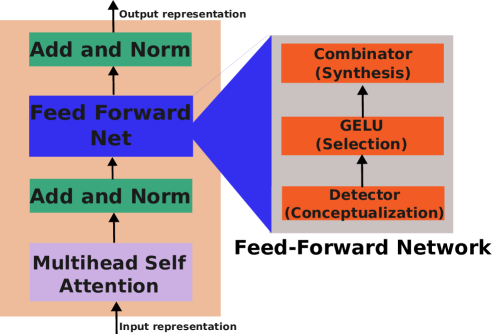 Output representation
Add and Norm
Feed Forward
Net
Add and Norm
Multihead Self
Attention
Input representation
Combinator
(Synthesis)
GELU
(Selection)
Detector
(Conceptualization)
Feed-Forward Network